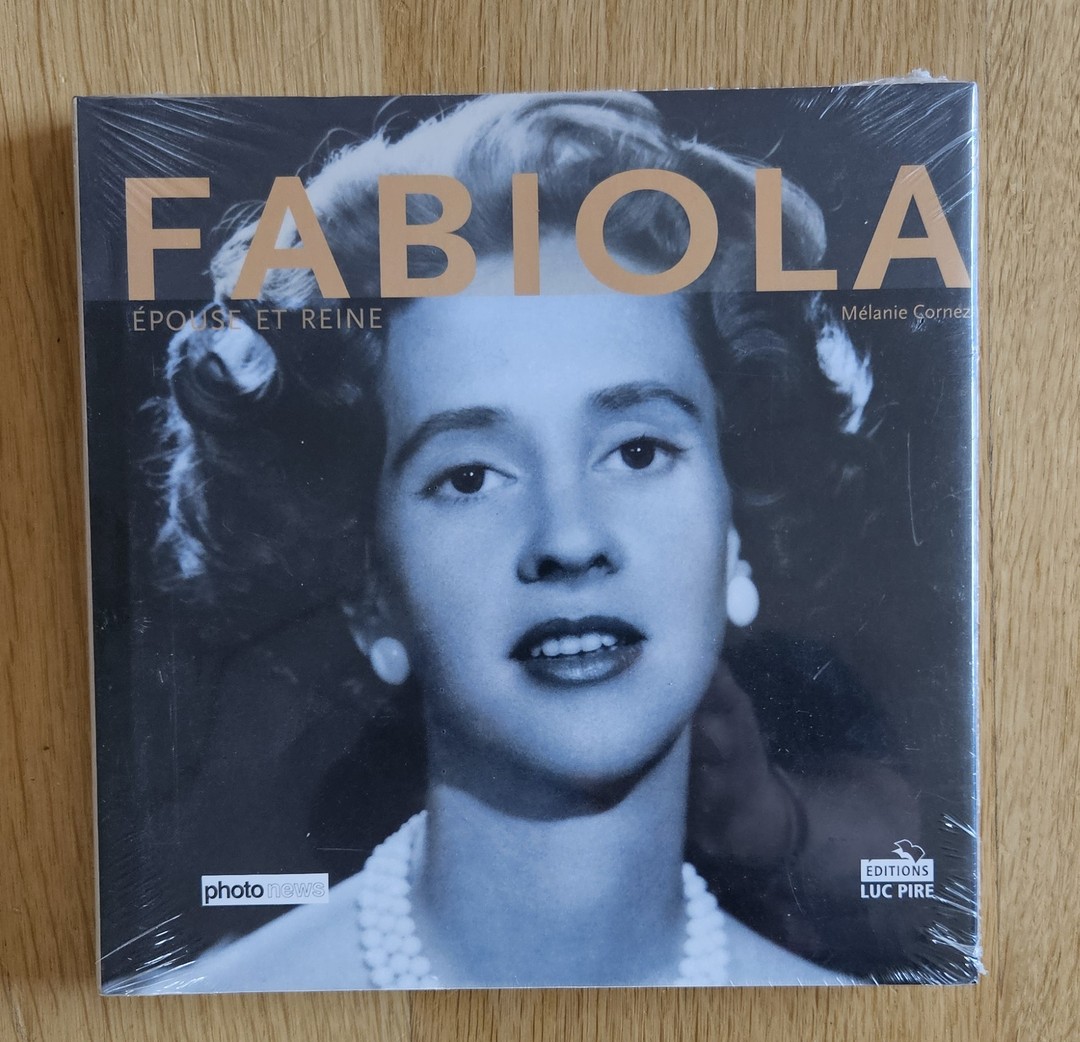 FABIOLA
ÉPOUSE ET REINE
Mélanie Cornez
photo news
EDITIONS
LUC PIRE